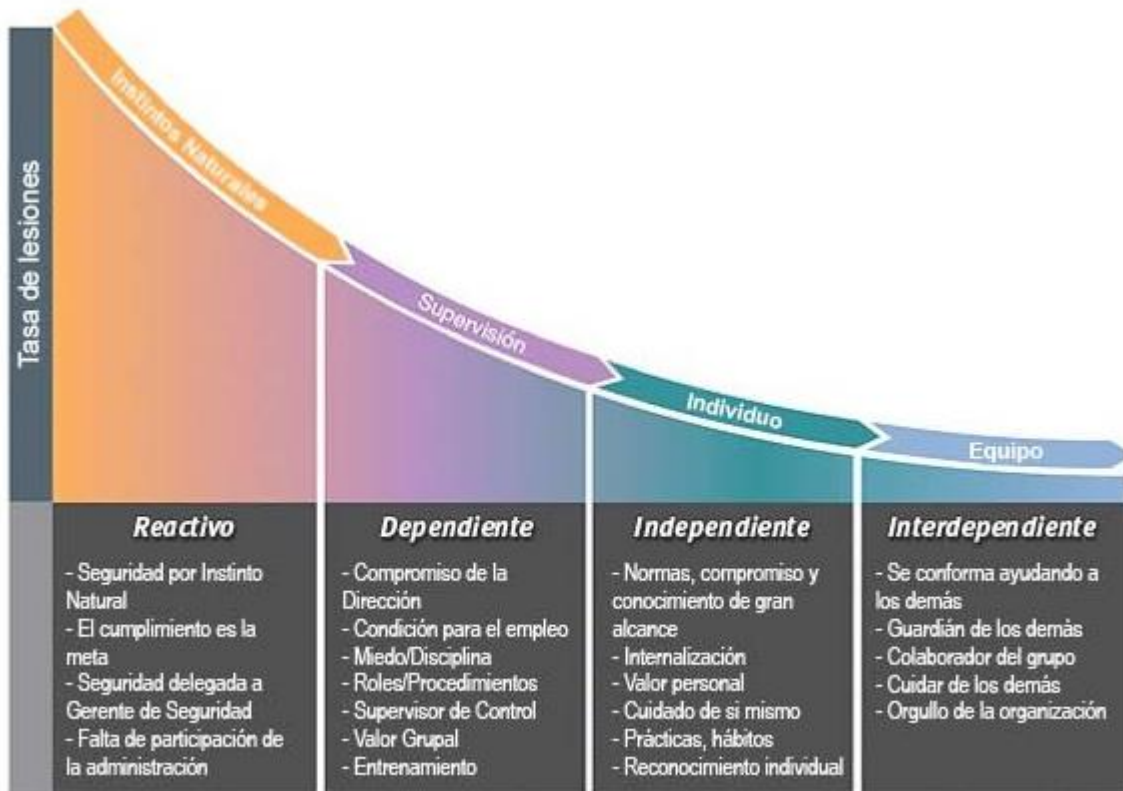 Tasa de lesiones
Instintos Naturales
Supervisión
Individuo
Equipo
Reactivo
- Seguridad por Instinto
Natural
- El cumplimiento es la
meta
- Seguridad delegada a
Gerente de Seguridad
- Falta de participación de
la administración
Dependiente
- Compromiso de la
Dirección
- Condición para el empleo
- Miedo/Disciplina
- Roles/Procedimientos
- Supervisor de Control
- Valor Grupal
- Entrenamiento
Independiente
- Normas, compromiso y
conocimiento de gran
alcance
- Internalización
- Valor personal
- Cuidado de si mismo
- Prácticas, hábitos
- Reconocimiento individual
Interdependiente
- Se conforma ayudando a
los demás
- Guardián de los demás
- Colaborador del grupo
- Cuidar de los demás
- Orgullo de la organización